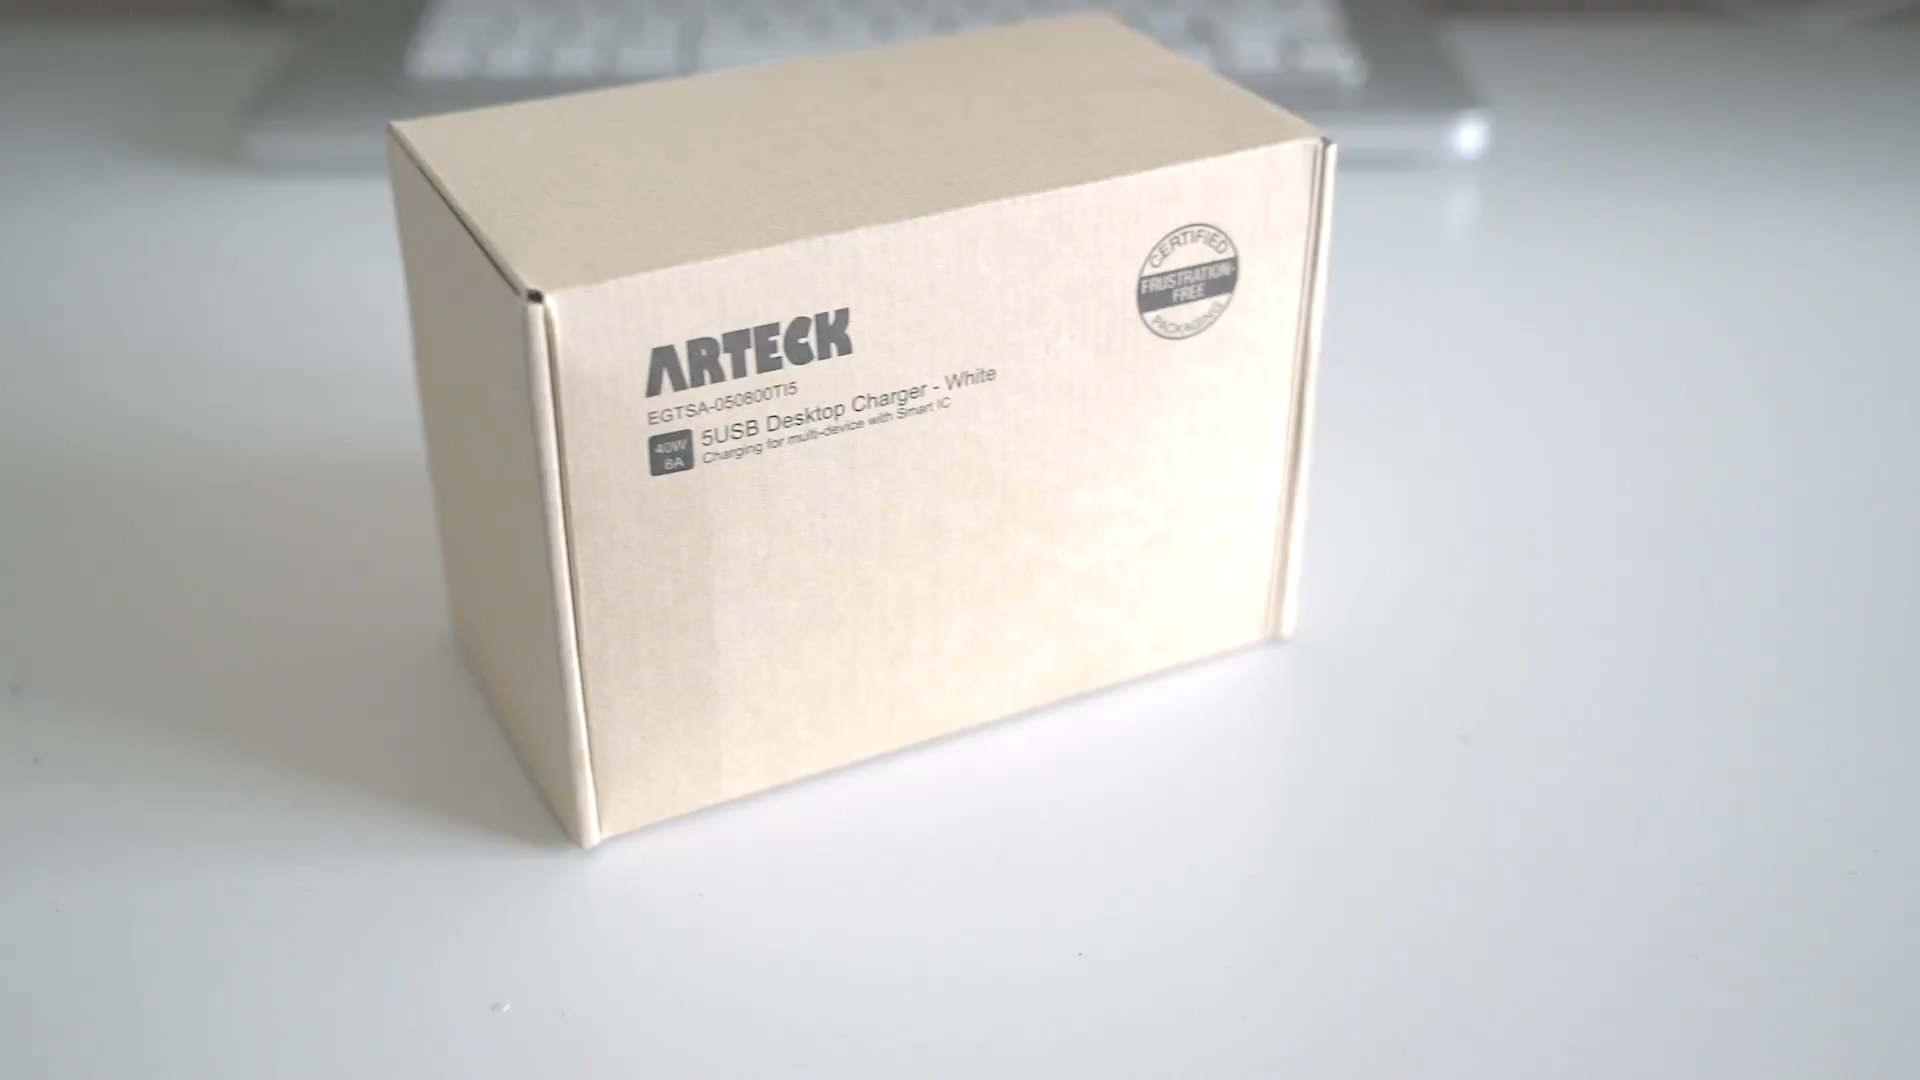 ARTECK
EGTSA-050800TI5
40W
8A
5USB Desktop Charger - White
Charging for multi-device with Smart IC
CERTIFIED
FRUSTRATION-
FREE
PACKAGING